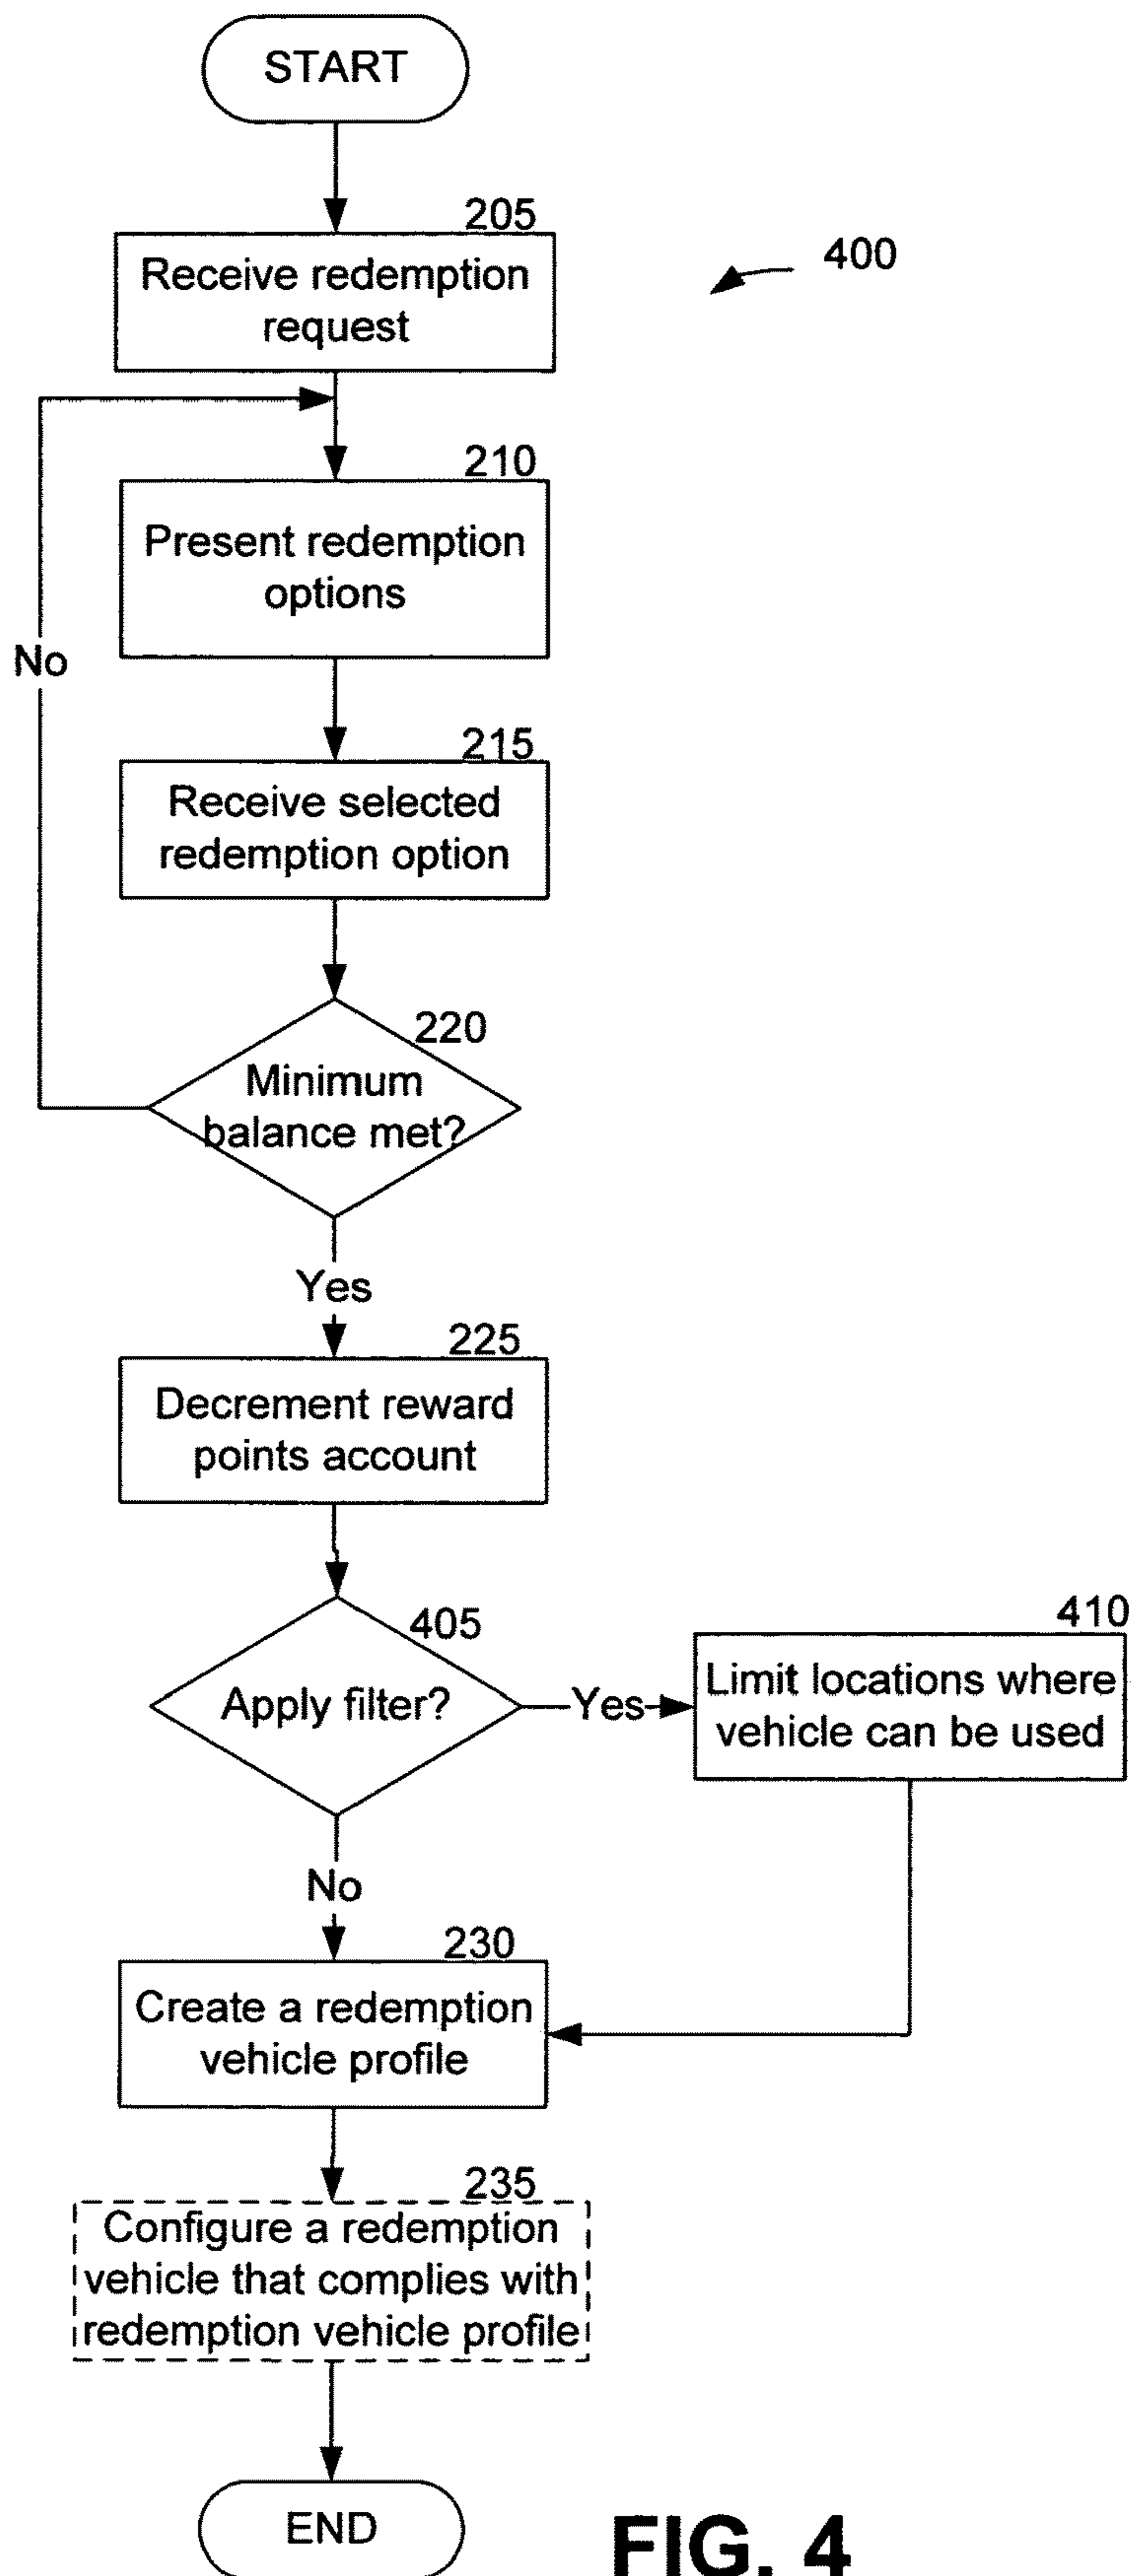 START
205
Receive redemption
request
400
210
Present redemption
options
No
215
Receive selected
redemption option
220
Minimum
balance met?
Yes
225
Decrement reward
points account
405
Apply filter?
Yes
410
Limit locations where
vehicle can be used
No
230
Create a redemption
vehicle profile
235
Configure a redemption
vehicle that complies with
redemption vehicle profile
END
FIG. 4